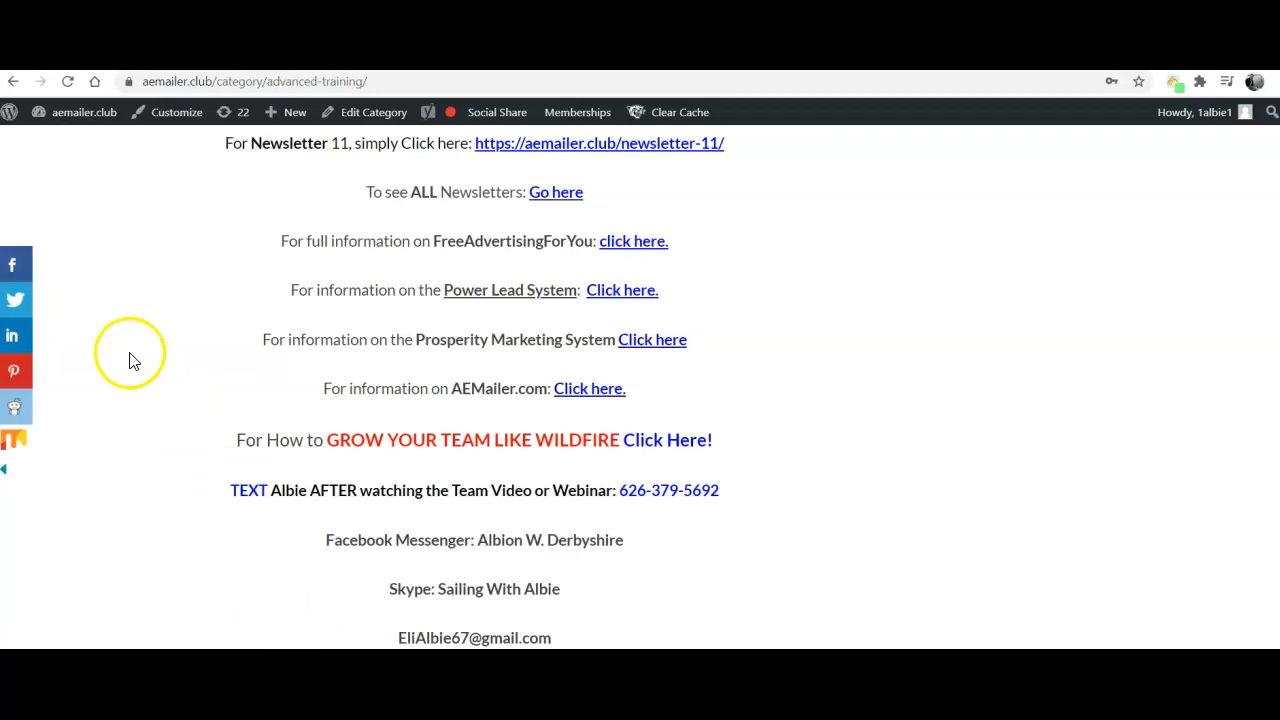 aemailer.club/category/advanced-training/
aemailer.club Customize 22 New Edit Category Social Share Memberships Clear Cache Howdy, 1albie1
For Newsletter 11, simply Click here: https://aemailer.club/newsletter-11/
To see ALL Newsletters: Go here
For full information on FreeAdvertisingForYou: click here.
For information on the Power Lead System: Click here.
For information on the Prosperity Marketing System Click here
For information on AEMailer.com: Click here.
For How to GROW YOUR TEAM LIKE WILDFIRE Click Here!
TEXT Albie AFTER watching the Team Video or Webinar: 626-379-5692
Facebook Messenger: Albion W. Derbyshire
Skype: Sailing With Albie
EliAlbie67@gmail.com